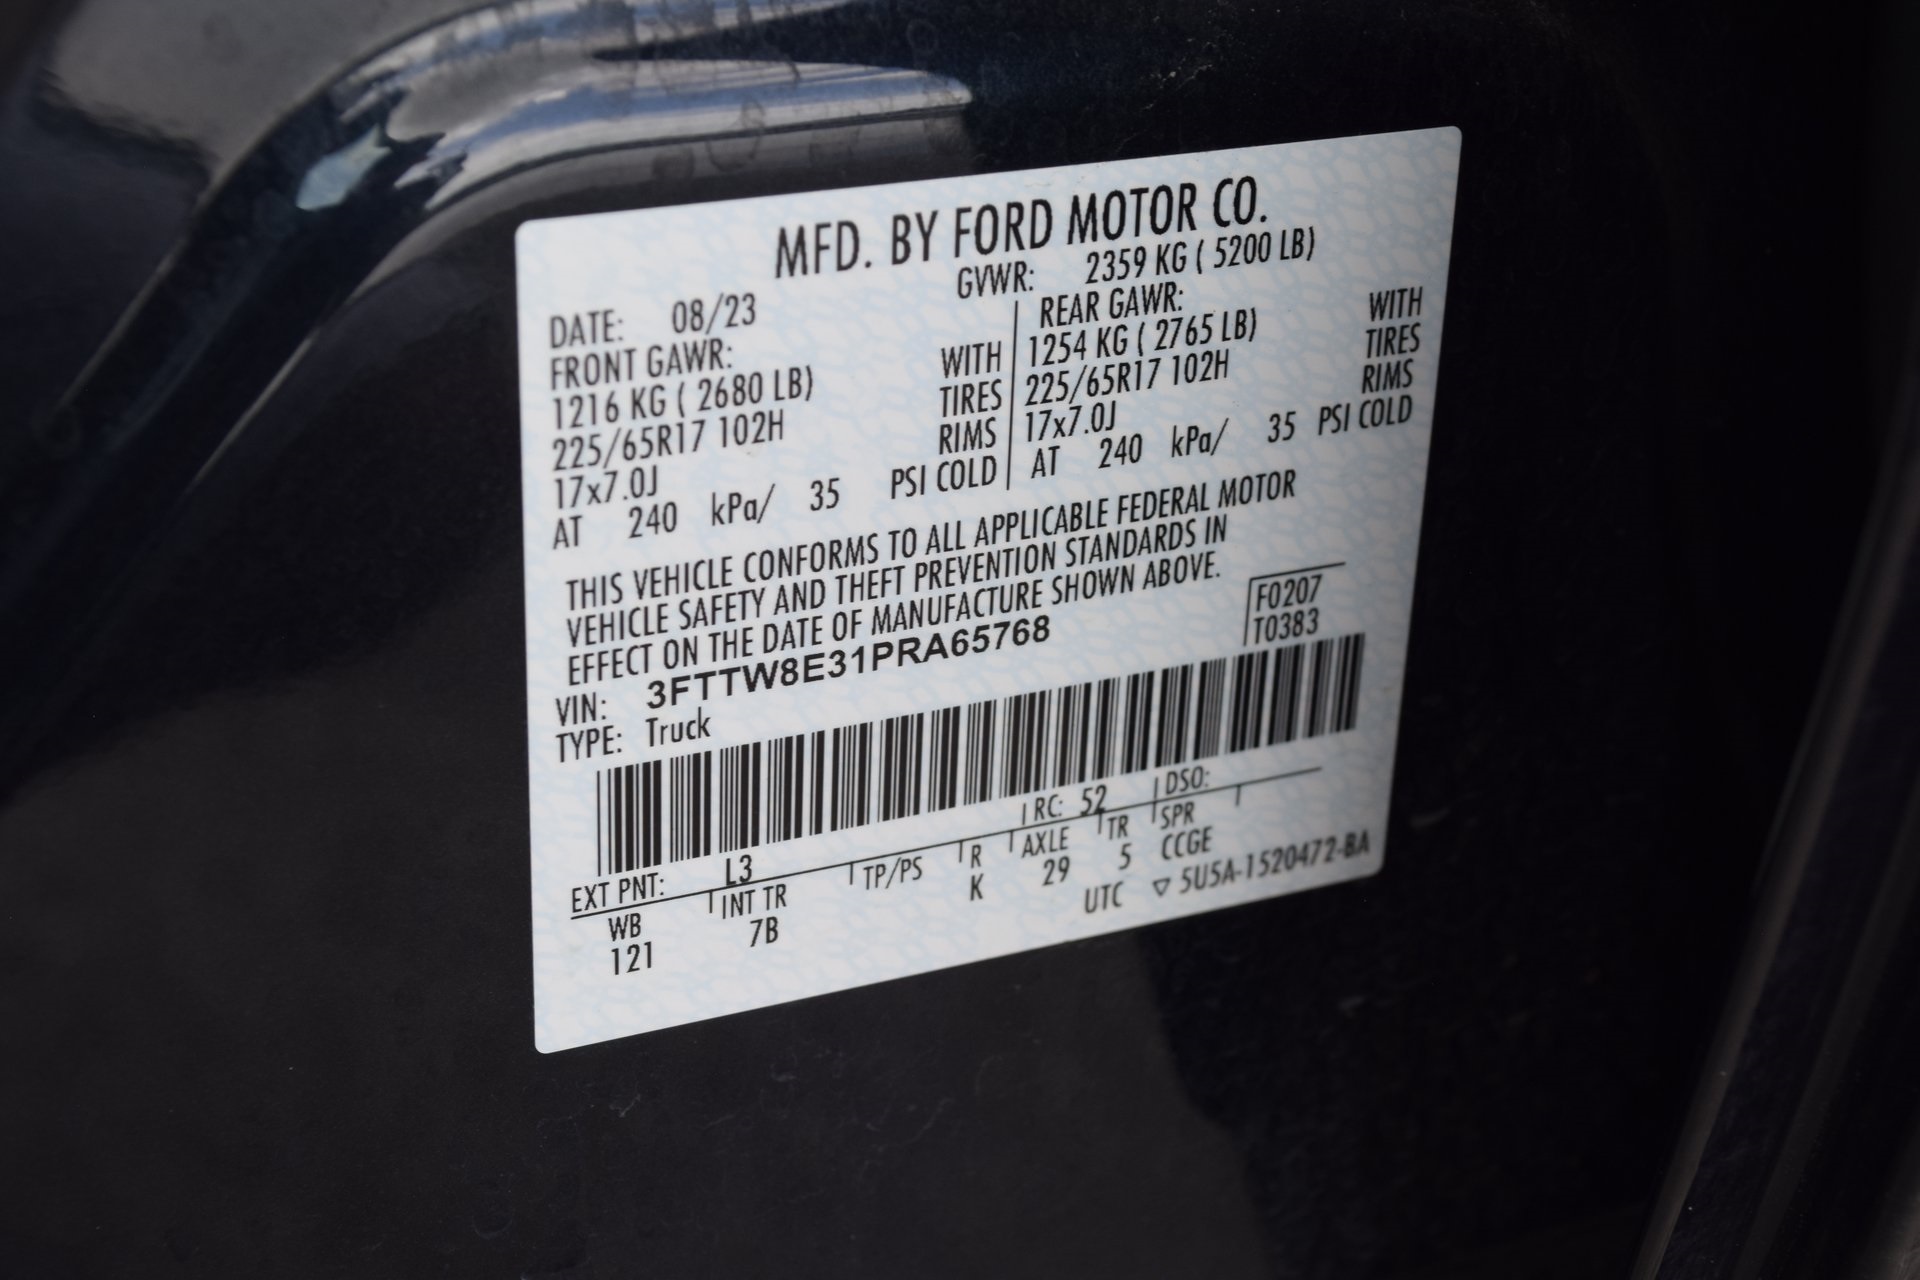 MFD. BY FORD MOTOR CO.
DATE: 08/23 GVWR: 2359 KG ( 5200 LB)
FRONT GAWR: REAR GAWR:
1216 KG ( 2680 LB) WITH 1254 KG ( 2765 LB) WITH
225/65R17 102H TIRES 225/65R17 102H TIRES
17x7.0J RIMS 17x7.0J RIMS
AT 240 kPa/ 35 PSI COLD AT 240 kPa/ 35 PSI COLD
THIS VEHICLE CONFORMS TO ALL APPLICABLE FEDERAL MOTOR
VEHICLE SAFETY AND THEFT PREVENTION STANDARDS IN
EFFECT ON THE DATE OF MANUFACTURE SHOWN ABOVE.
F0207
VIN: 3FTTW8E31PRA65768 T0383
TYPE: Truck
EXT PNT: L3 RC: 52 DSO:
WB INT TR TP/PS R AXLE TR SPR
121 7B K 29 5 CCGE
UTC ▽ 5U5A-1520472-BA